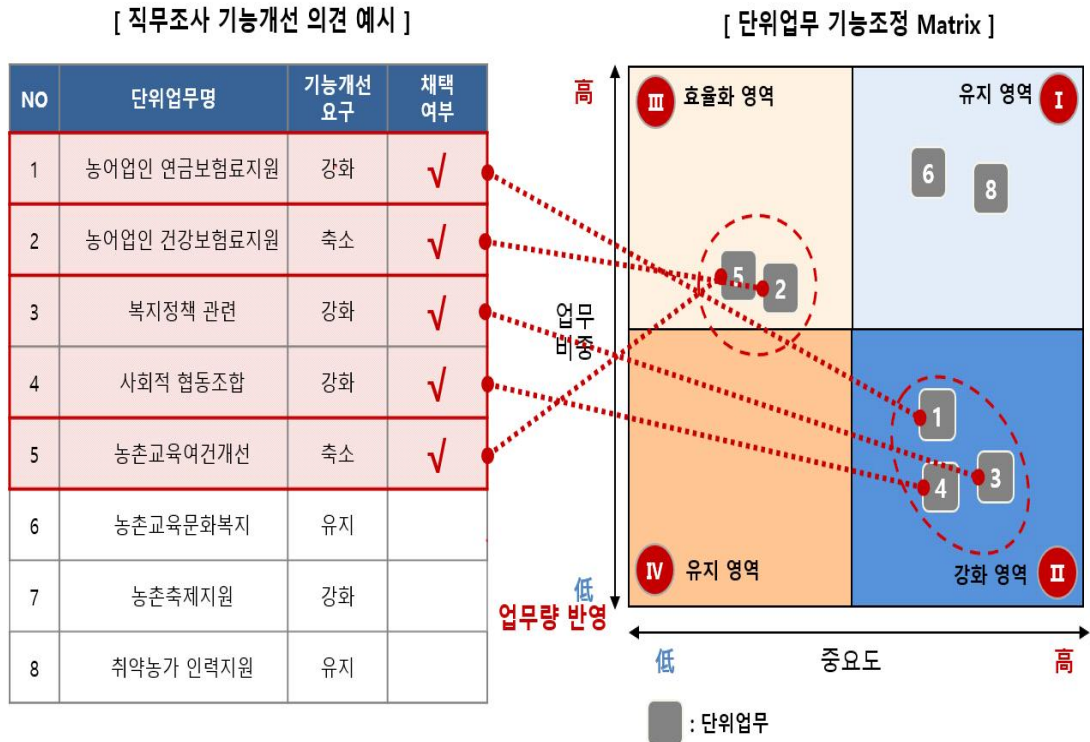 [ 직무조사 기능개선 의견 예시 ]
NO 단위업무명 기능개선 요구 채택 여부
1 농어업인 연금보험료지원 강화 √
2 농어업인 건강보험료지원 축소 √
3 복지정책 관련 강화 √
4 사회적 협동조합 강화 √
5 농촌교육여건개선 축소 √
6 농촌교육문화복지 유지
7 농촌축제지원 강화
8 취약농가 인력지원 유지
[ 단위업무 기능조정 Matrix ]
高
Ⅲ 효율화 영역
유지 영역 Ⅰ
6 8
5 2
업무
비중
1
4 3
Ⅳ 유지 영역
강화 영역 Ⅱ
低
업무량 반영
低 중요도 高
: 단위업무